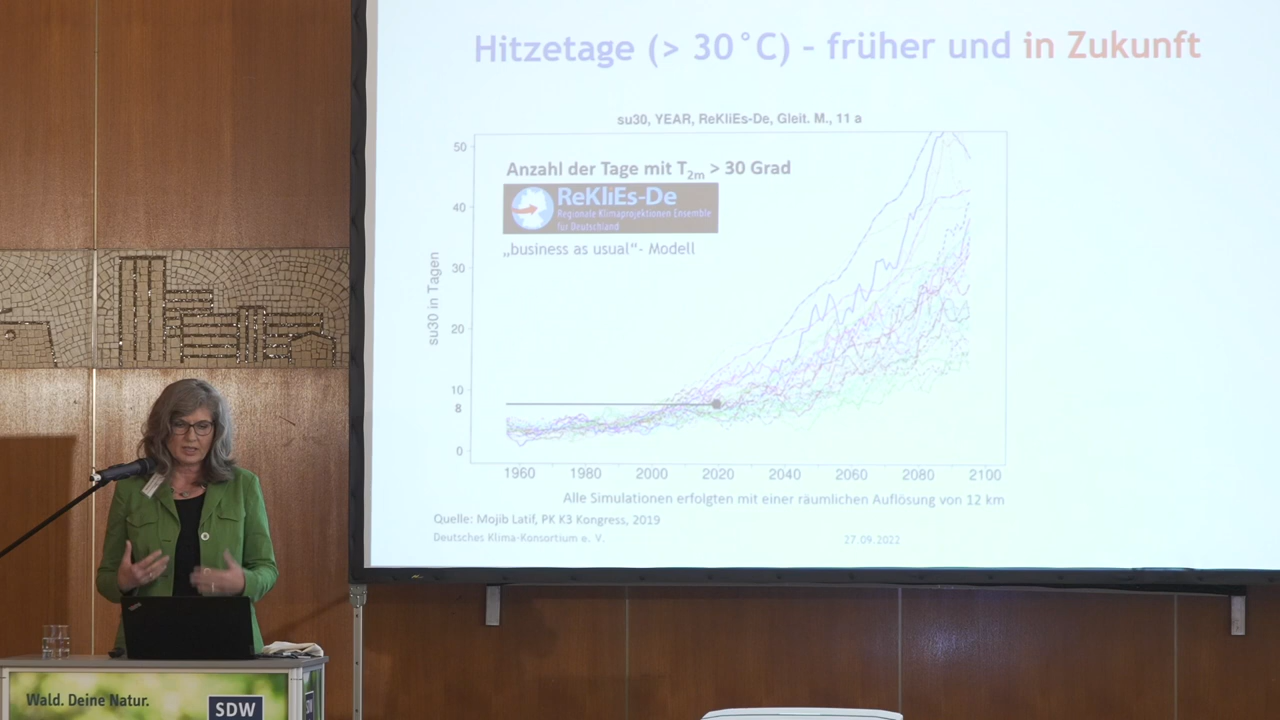 Hitzetage (> 30°C) – früher und in Zukunft
su30, YEAR, ReKliEs-De, Gleit. M., 11 a
Anzahl der Tage mit T2m > 30 Grad
ReKliEs-De
Regionale Klimaprojektionen Ensemble
für Deutschland
„business as usual“- Modell
su30 in Tagen
50
40
30
20
10
8
0
1960 1980 2000 2020 2040 2060 2080 2100
Alle Simulationen erfolgten mit einer räumlichen Auflösung von 12 km
Quelle: Mojib Latif, PK K3 Kongress, 2019
Deutsches Klima-Konsortium e. V.
27.09.2022
Wald. Deine Natur.
SDW